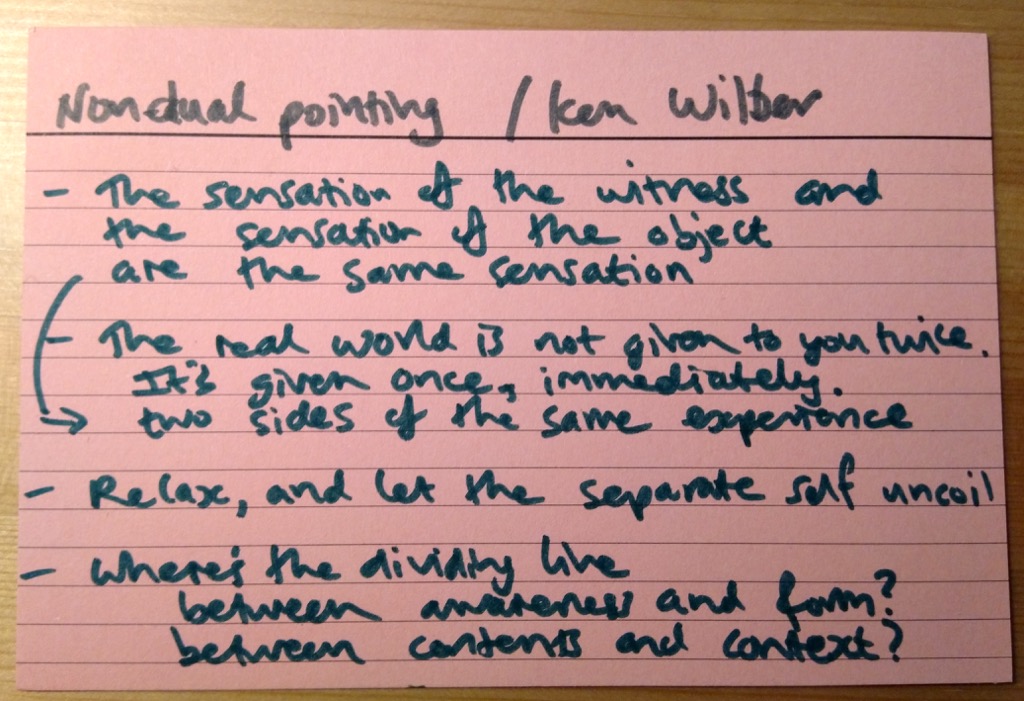 Nondual pointing / Ken Wilber
- The sensation of the witness and
the sensation of the object
are the same sensation
- The real world is not given to you twice.
It's given once, immediately.
→ two sides of the same experience
- Relax, and let the separate self uncoil
- where's the dividing line
between awareness and form?
between contents and context?